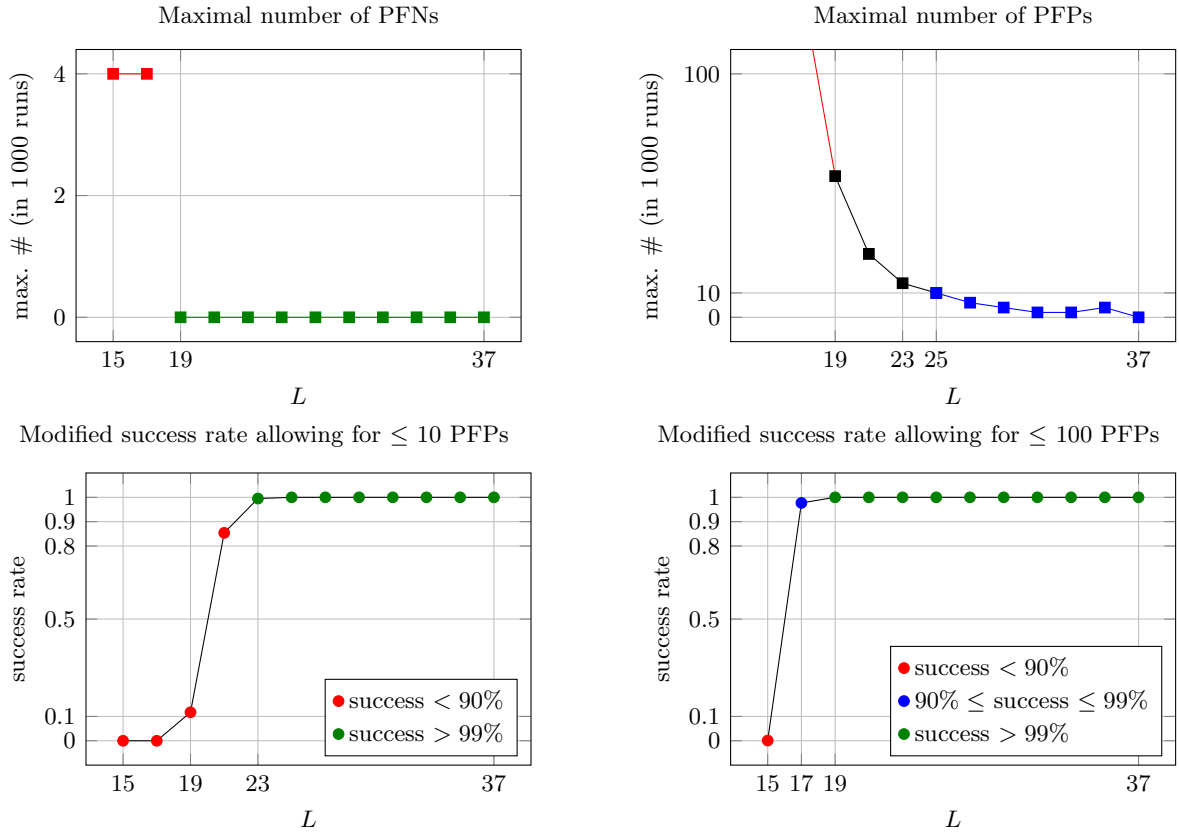 Maximal number of PFNs
max. # (in 1 000 runs)
4
2
0
15
19
37
L
Maximal number of PFPs
max. # (in 1 000 runs)
100
10
0
19
23
25
37
L
Modified success rate allowing for ≤ 10 PFPs
success rate
1
0.9
0.8
0.5
0.1
0
15
19
23
37
L
success < 90%
success > 99%
Modified success rate allowing for ≤ 100 PFPs
success rate
1
0.9
0.8
0.5
0.1
0
15
17
19
37
L
success < 90%
90% ≤ success ≤ 99%
success > 99%